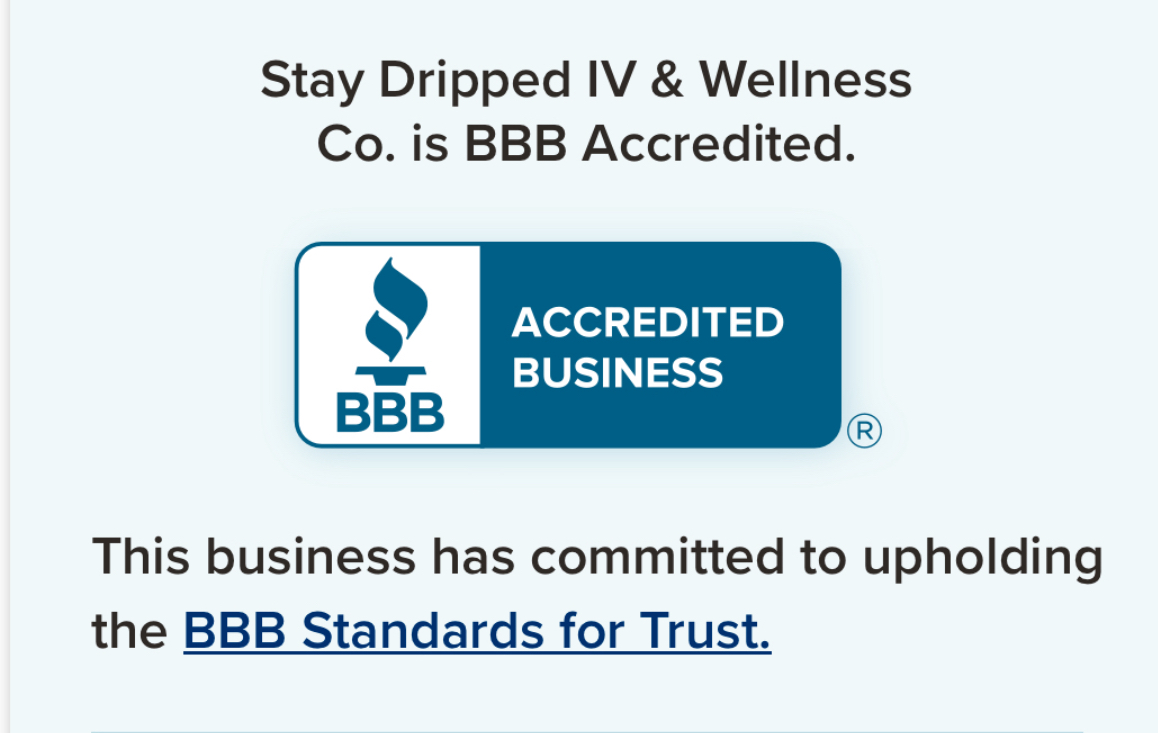 Stay Dripped IV & Wellness
Co. is BBB Accredited.
BBB
ACCREDITED
BUSINESS
®
This business has committed to upholding
the BBB Standards for Trust.